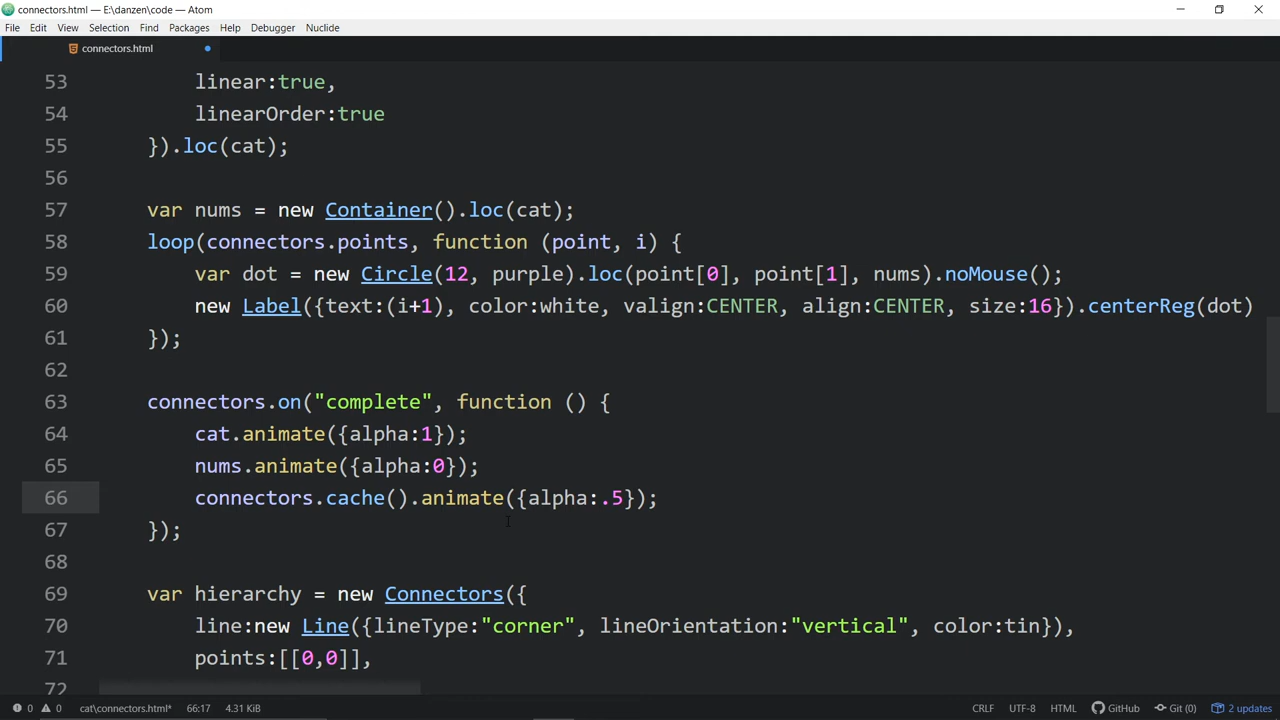 connectors.html — E:\danzen\code — Atom
File Edit View Selection Find Packages Help Debugger Nuclide
connectors.html
53 linear:true,
54 linearOrder:true
55 }).loc(cat);
56
57 var nums = new Container().loc(cat);
58 loop(connectors.points, function (point, i) {
59 var dot = new Circle(12, purple).loc(point[0], point[1], nums).noMouse();
60 new Label({text:(i+1), color:white, valign:CENTER, align:CENTER, size:16}).centerReg(dot)
61 });
62
63 connectors.on("complete", function () {
64 cat.animate({alpha:1});
65 nums.animate({alpha:0});
66 connectors.cache().animate({alpha:.5});
67 });
68
69 var hierarchy = new Connectors({
70 line:new Line({lineType:"corner", lineOrientation:"vertical", color:tin}),
71 points:[[0,0]],
72
0 0 cat\connectors.html* 66:17 4.31 KiB CRLF UTF-8 HTML GitHub Git (0) 2 updates